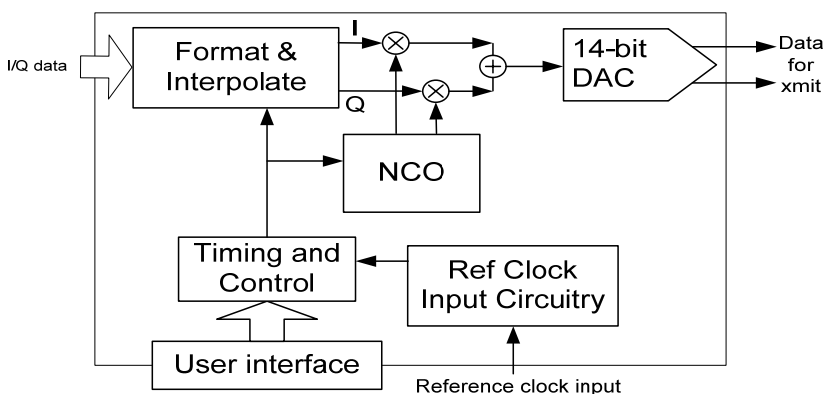 I/Q data
Format &
Interpolate
I
Q
14-bit
DAC
Data
for
xmit
NCO
Timing and
Control
Ref Clock
Input Circuitry
User interface
Reference clock input